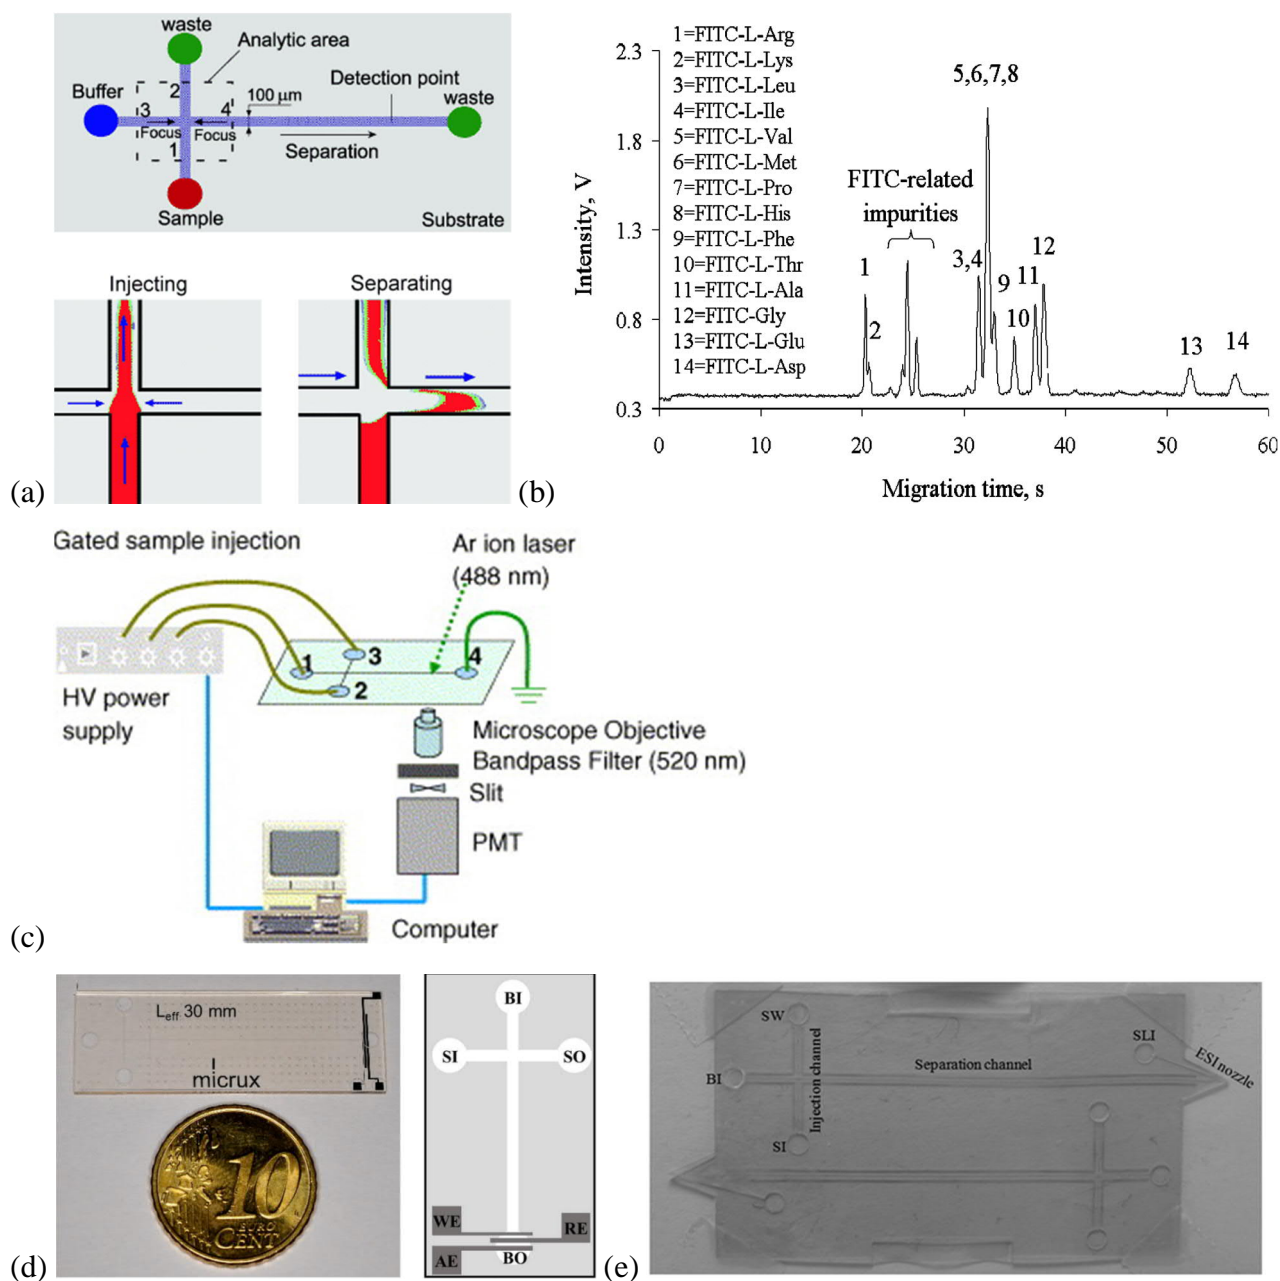 waste
Analytic area
Detection point
Buffer
2
100 µm
waste
3
4
Focus
Focus
1
Separation
Sample
Substrate
Injecting
Separating
(a)
1=FITC-L-Arg
2=FITC-L-Lys
3=FITC-L-Leu
4=FITC-L-Ile
5=FITC-L-Val
6=FITC-L-Met
7=FITC-L-Pro
8=FITC-L-His
9=FITC-L-Phe
10=FITC-L-Thr
11=FITC-L-Ala
12=FITC-Gly
13=FITC-L-Glu
14=FITC-L-Asp
2.3
1.8
1.3
0.8
0.3
Intensity, V
5,6,7,8
FITC-related
impurities
1
2
3,4
9
10
11
12
13
14
0 10 20 30 40 50 60
Migration time, s
(b)
Gated sample injection
Ar ion laser
(488 nm)
1
3
4
2
HV power
supply
Microscope Objective
Bandpass Filter (520 nm)
Slit
PMT
Computer
(c)
Leff 30 mm
micrux
10
EURO
CENT
(d)
BI
SI
SO
WE
RE
AE
BO
(e)
SW
SLI
ESI nozzle
Separation channel
BI
Injection channel
SI